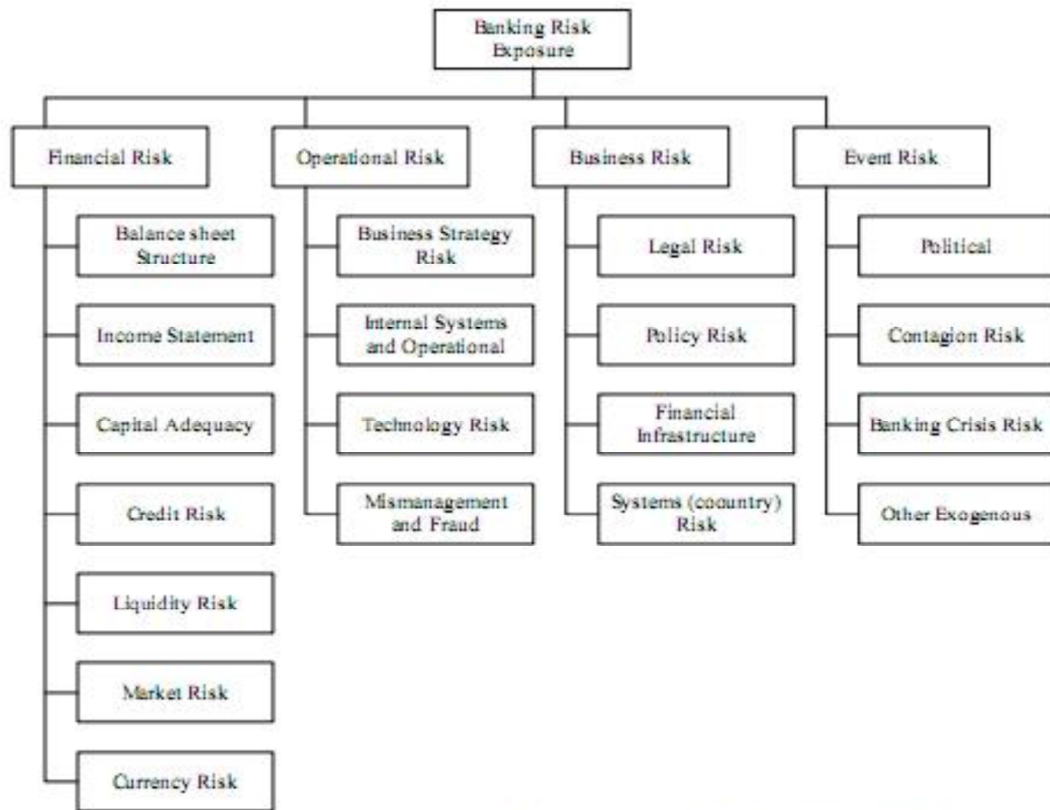 Banking Risk
Exposure
Financial Risk
Operational Risk
Business Risk
Event Risk
Balance sheet
Structure
Business Strategy
Risk
Legal Risk
Political
Income Statement
Internal Systems
and Operational
Policy Risk
Contagion Risk
Capital Adequacy
Technology Risk
Financial
Infrastructure
Banking Crisis Risk
Credit Risk
Mismanagement
and Fraud
Systems (coountry)
Risk
Other Exogenous
Liquidity Risk
Market Risk
Currency Risk